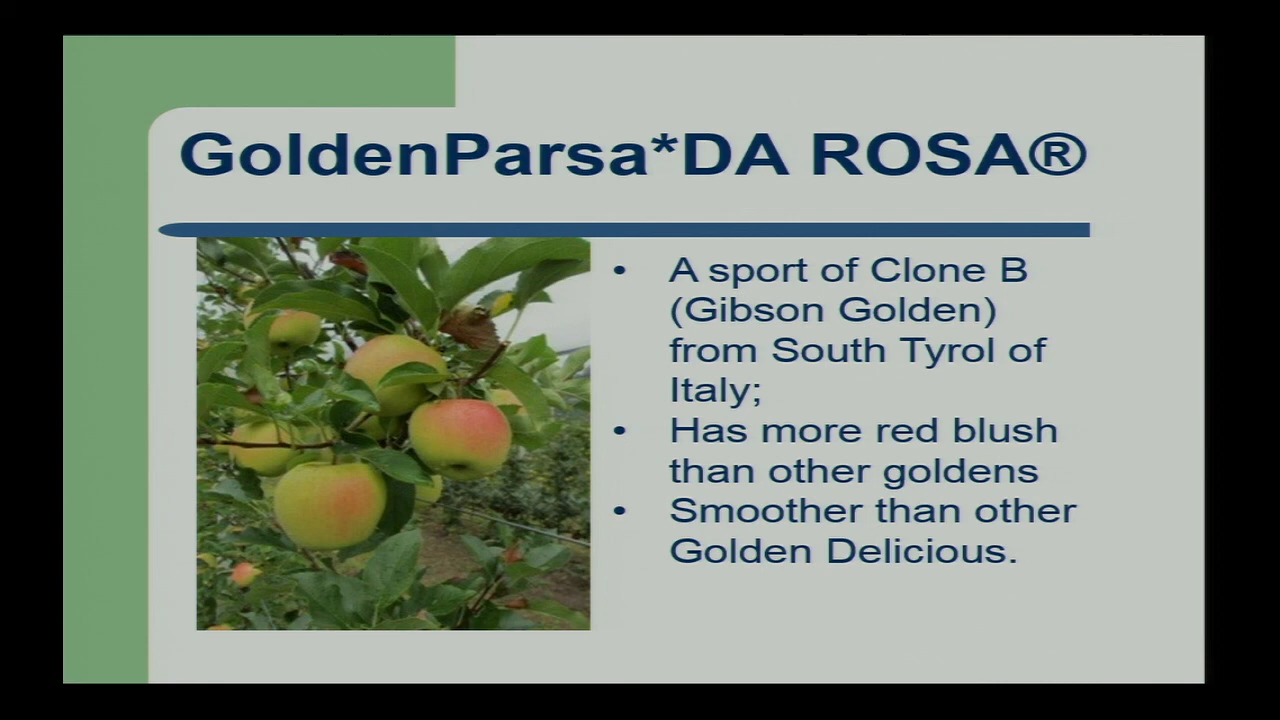 GoldenParsa*DA ROSA®
• A sport of Clone B
(Gibson Golden)
from South Tyrol of
Italy;
• Has more red blush
than other goldens
• Smoother than other
Golden Delicious.